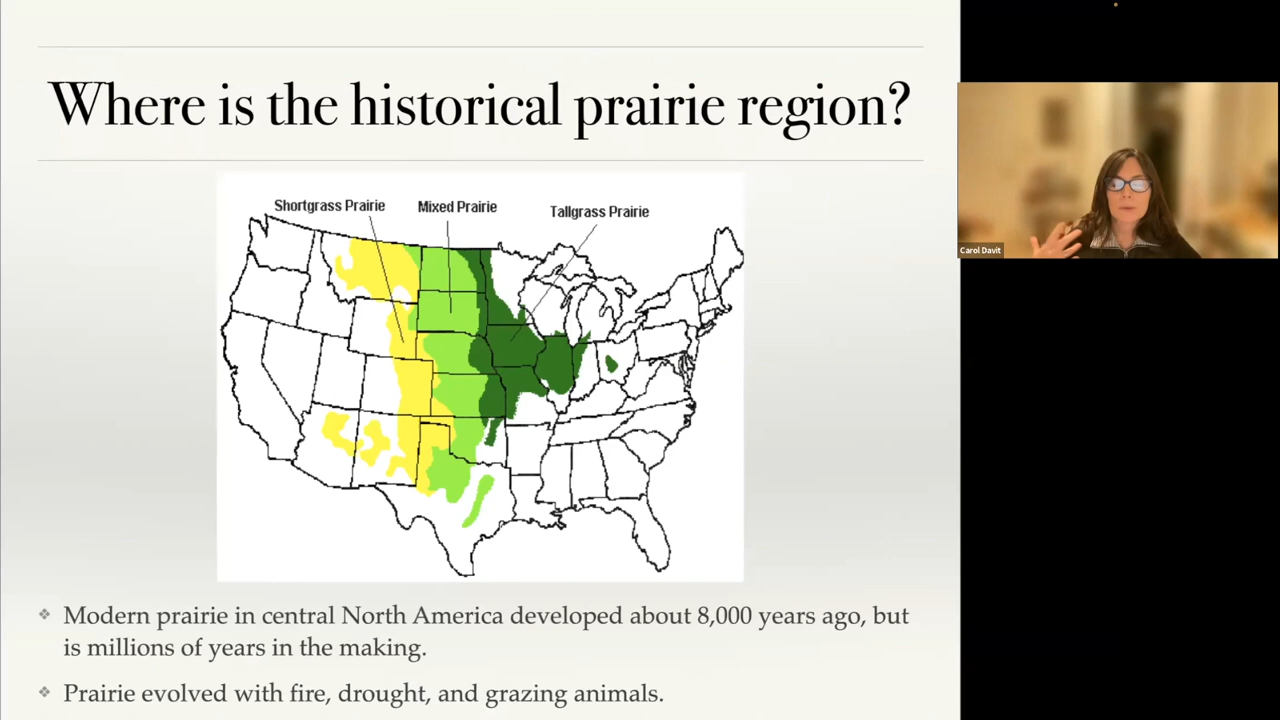 Where is the historical prairie region?
Shortgrass Prairie
Mixed Prairie
Tallgrass Prairie
Carol Davit
❖ Modern prairie in central North America developed about 8,000 years ago, but
is millions of years in the making.
❖ Prairie evolved with fire, drought, and grazing animals.